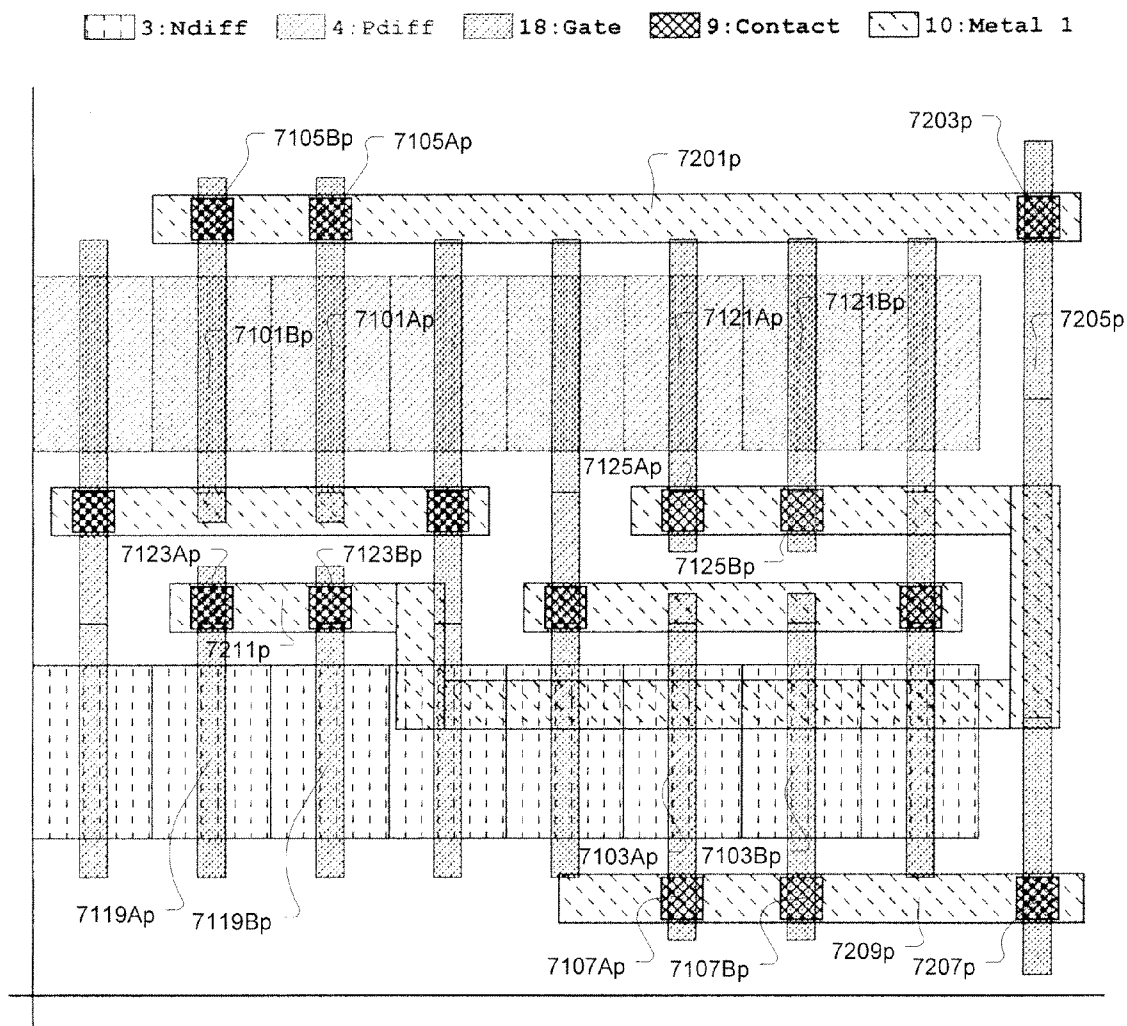 3:Ndiff 4:Pdiff 18:Gate 9:Contact 10:Metal 1
7105Bp 7105Ap 7203p
7201p
7101Bp 7101Ap 7121Ap 7121Bp 7205p
7125Ap
7123Ap 7123Bp 7125Bp
7211p
7103Ap 7103Bp
7119Ap 7119Bp
7107Ap 7107Bp 7209p 7207p